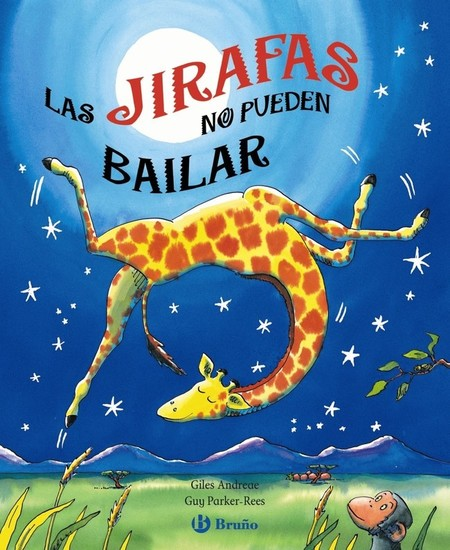 LAS JIRAFAS
NO PUEDEN
BAILAR
Giles Andreae
Guy Parker-Rees
B Bruño